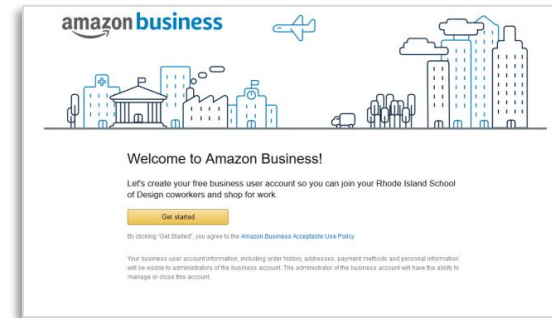 amazon business
Welcome to Amazon Business!
Let's create your free business user account so you can join your Rhode Island School
of Design coworkers and shop for work.
Get started
By clicking "Get Started", you agree to the Amazon Business Acceptable Use Policy
Your business user account information, including order history, addresses, payment methods and personal information
will be visible to administrators of the business account. The administrator of the business account will have the ability to
manage or close this account.